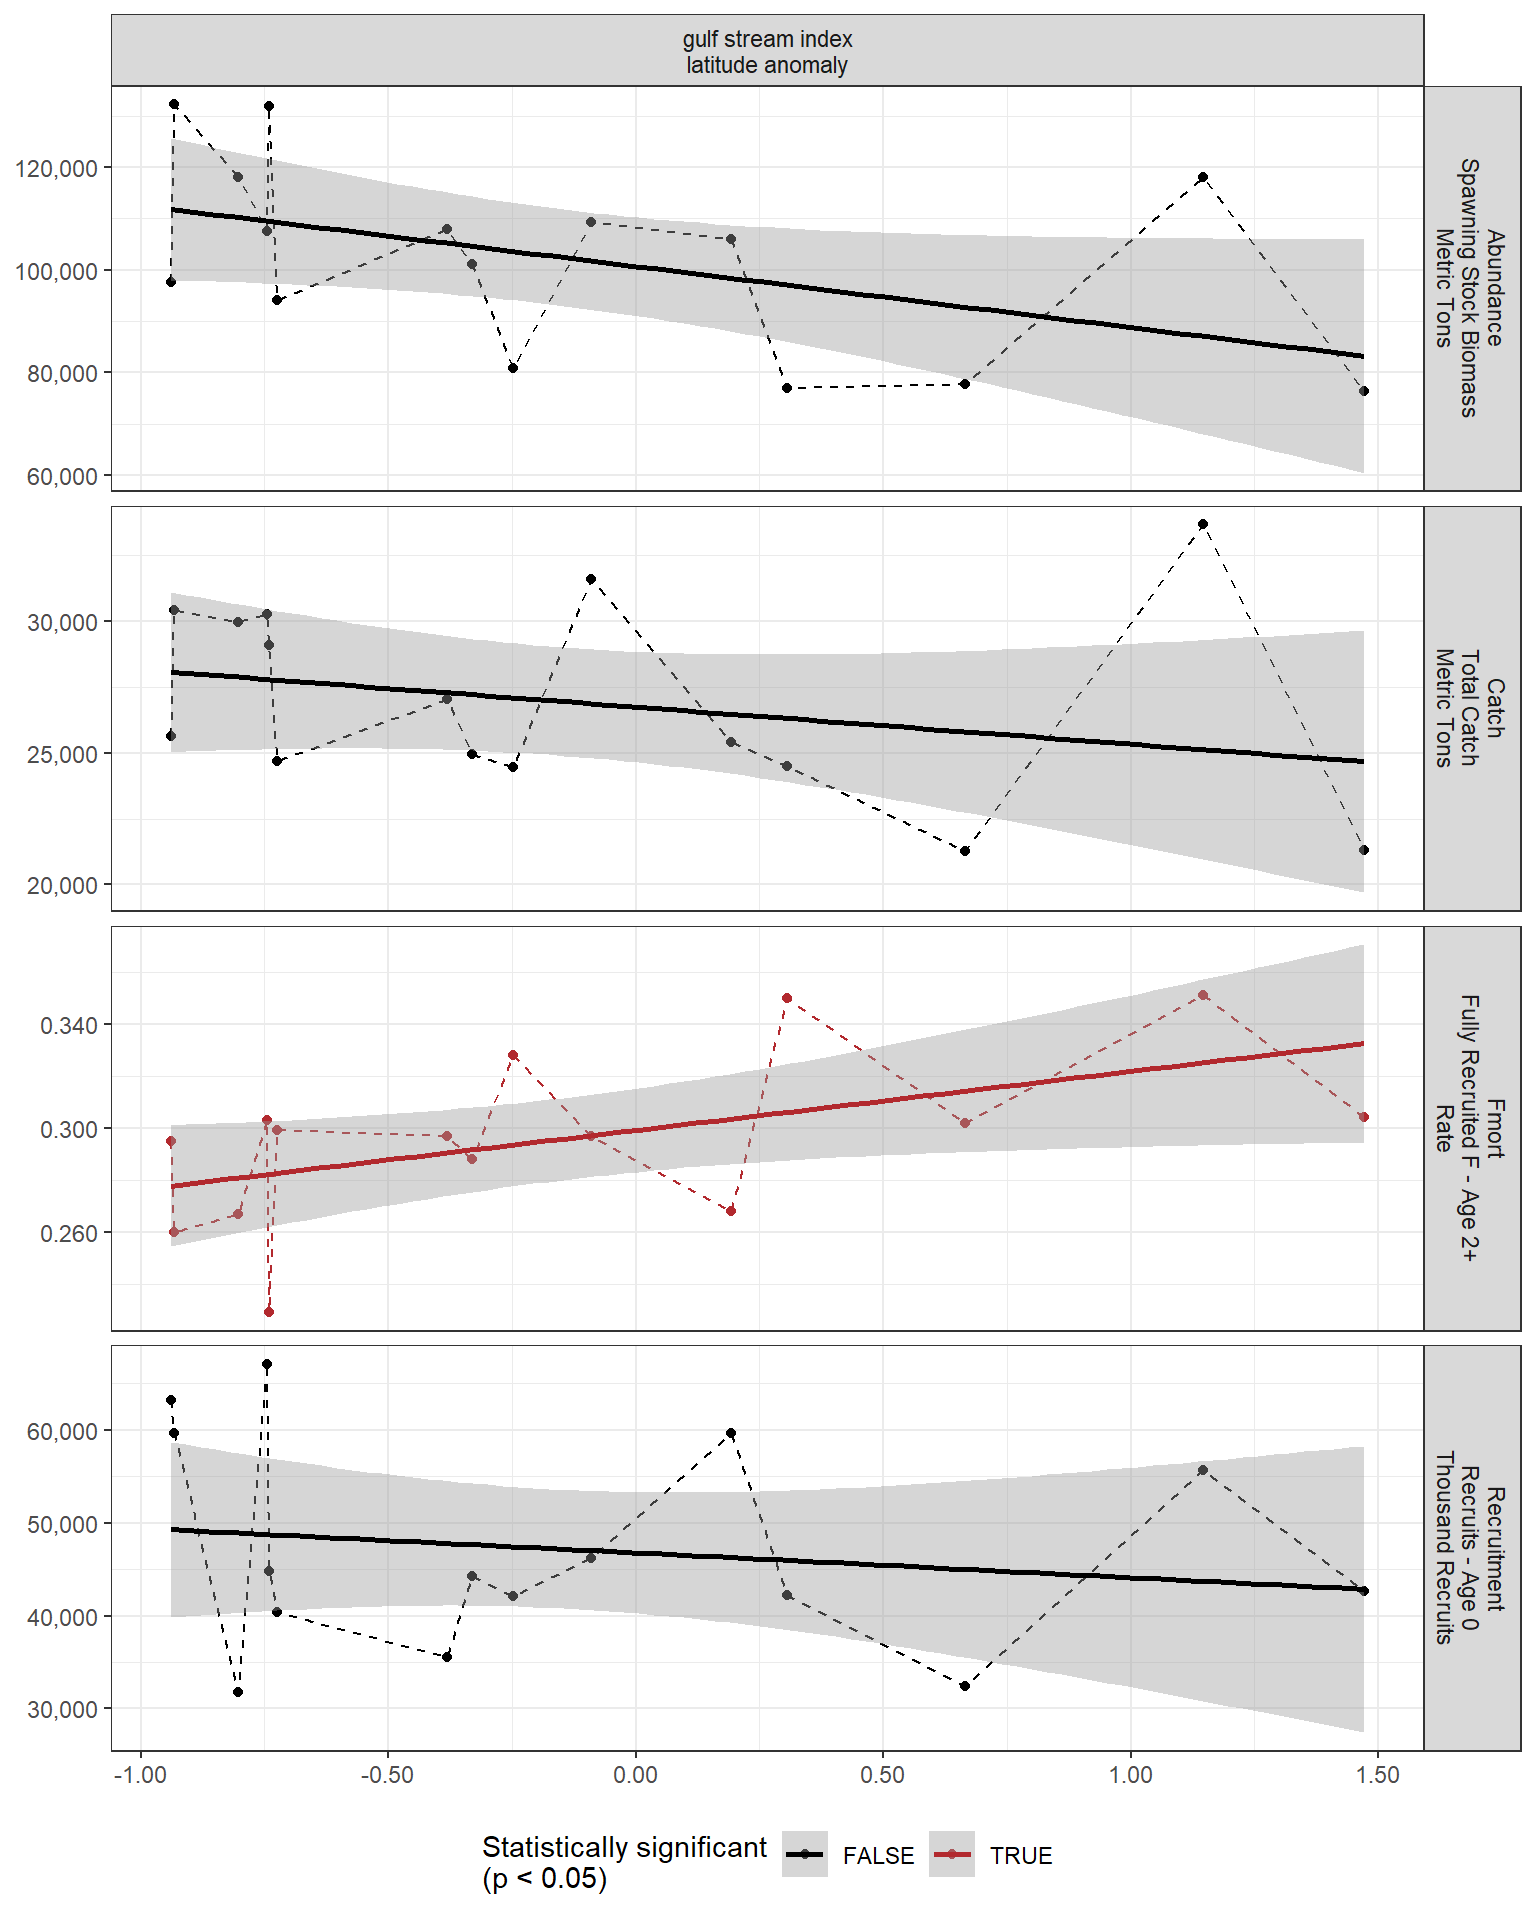 gulf stream index
latitude anomaly
120,000
100,000
80,000
60,000
Abundance
Spawning Stock Biomass
Metric Tons
30,000
25,000
20,000
Catch
Total Catch
Metric Tons
0.340
0.300
0.260
Fmort
Fully Recruited F - Age 2+
Rate
60,000
50,000
40,000
30,000
Recruitment
Recruits - Age 0
Thousand Recruits
-1.00
-0.50
0.00
0.50
1.00
1.50
Statistically significant
(p < 0.05)
FALSE
TRUE